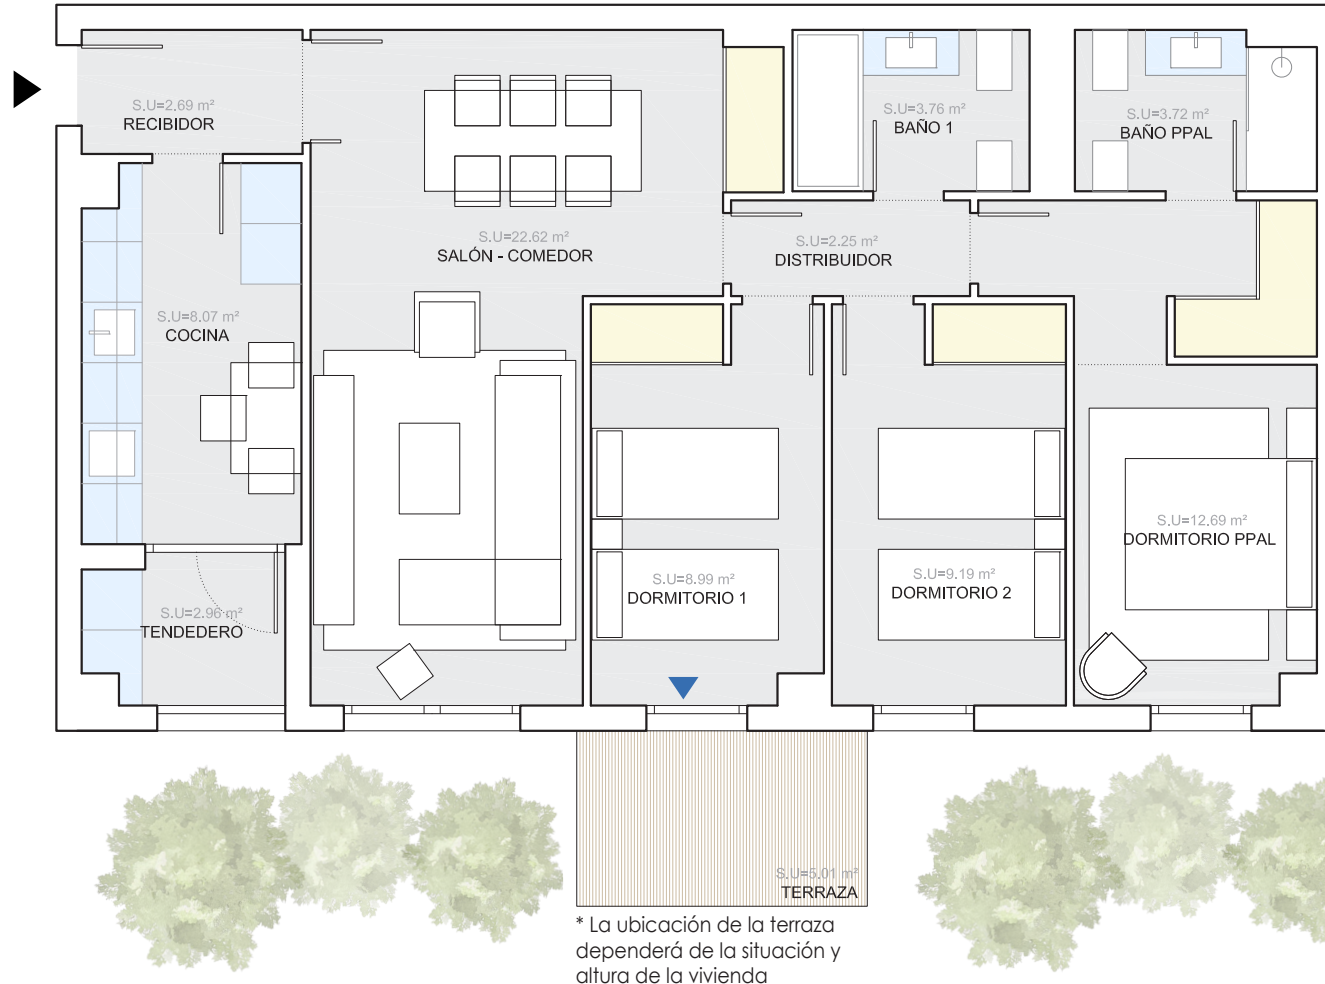 S.U=2.69 m²
RECIBIDOR
S.U=3.76 m²
BAÑO 1
S.U=3.72 m²
BAÑO PPAL
S.U=22.62 m²
SALÓN - COMEDOR
S.U=2.25 m²
DISTRIBUIDOR
S.U=8.07 m²
COCINA
S.U=12.69 m²
DORMITORIO PPAL
S.U=8.99 m²
DORMITORIO 1
S.U=9.19 m²
DORMITORIO 2
S.U=2.96 m²
TENDEDERO
S.U=5.01 m²
TERRAZA
* La ubicación de la terraza
dependerá de la situación y
altura de la vivienda